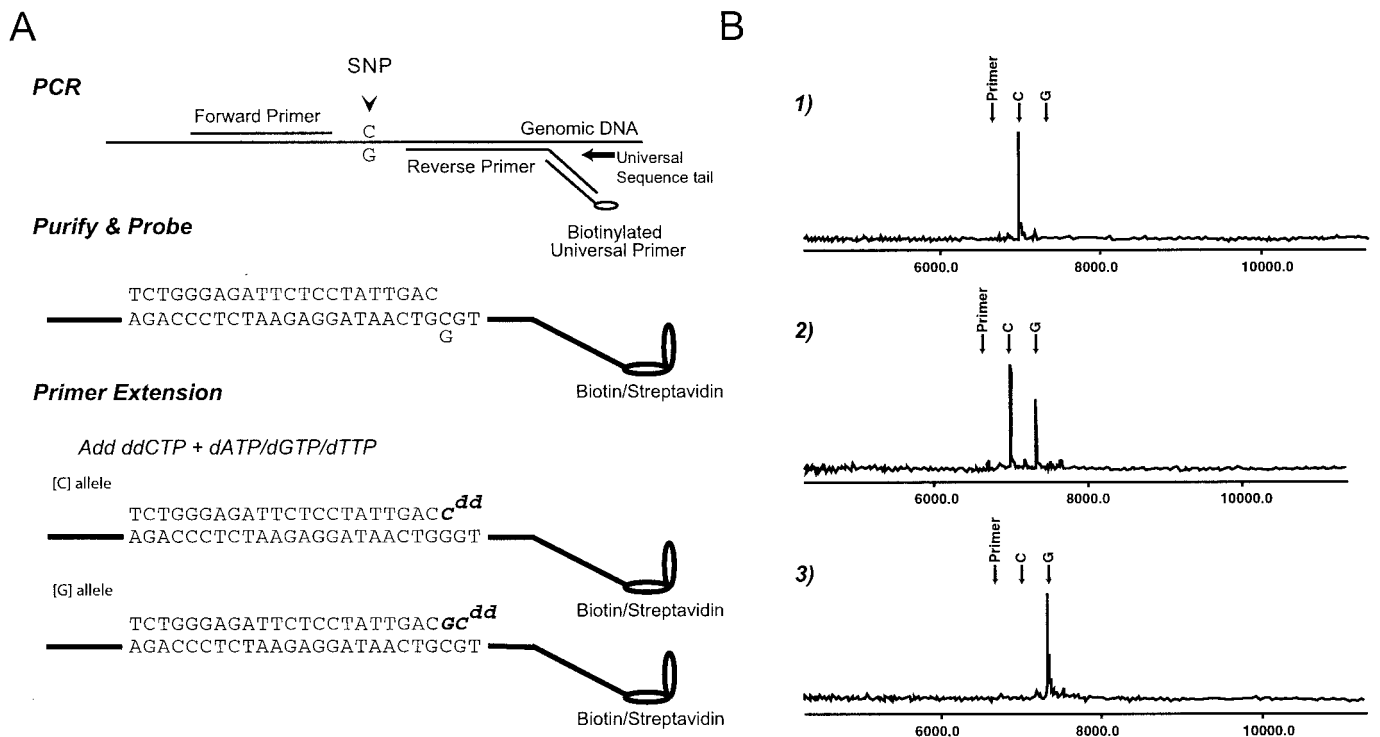 A
PCR
SNP
Forward Primer
C
G
Genomic DNA
Reverse Primer
Universal
Sequence tail
Biotinylated
Universal Primer
Purify & Probe
TCTGGGAGATTCTCCTATTGAC
AGACCCTCTAAGAGGATAACTGCGT
G
Biotin/Streptavidin
Primer Extension
Add ddCTP + dATP/dGTP/dTTP
[C] allele
TCTGGGAGATTCTCCTATTGACCdd
AGACCCTCTAAGAGGATAACTGGGT
Biotin/Streptavidin
[G] allele
TCTGGGAGATTCTCCTATTGACGCdd
AGACCCTCTAAGAGGATAACTGCGT
Biotin/Streptavidin
B
1)
Primer
C
G
6000.0 8000.0 10000.0
2)
Primer
C
G
6000.0 8000.0 10000.0
3)
Primer
C
G
6000.0 8000.0 10000.0